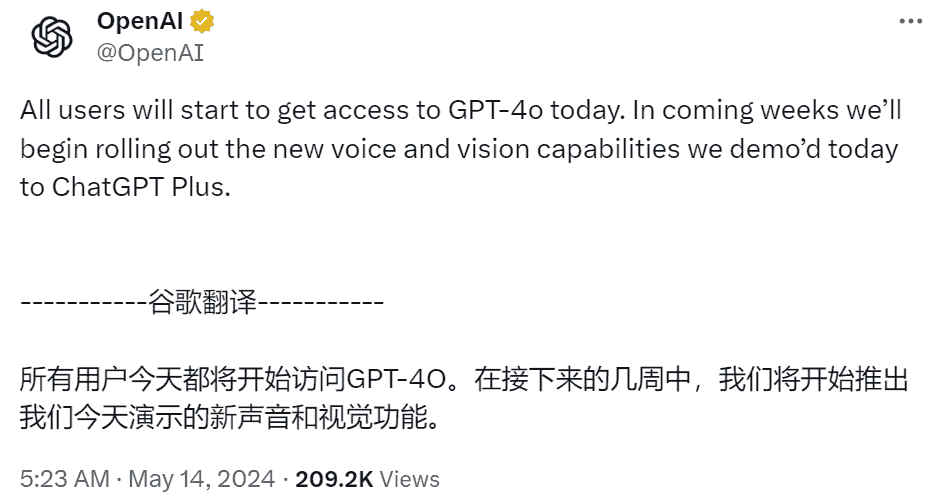 OpenAI
@OpenAI
All users will start to get access to GPT-4o today. In coming weeks we’ll
begin rolling out the new voice and vision capabilities we demo’d today
to ChatGPT Plus.
-----------谷歌翻译-----------
所有用户今天都将开始访问GPT-4O。在接下来的几周中，我们将开始推出
我们今天演示的新声音和视觉功能。
5:23 AM · May 14, 2024 · 209.2K Views